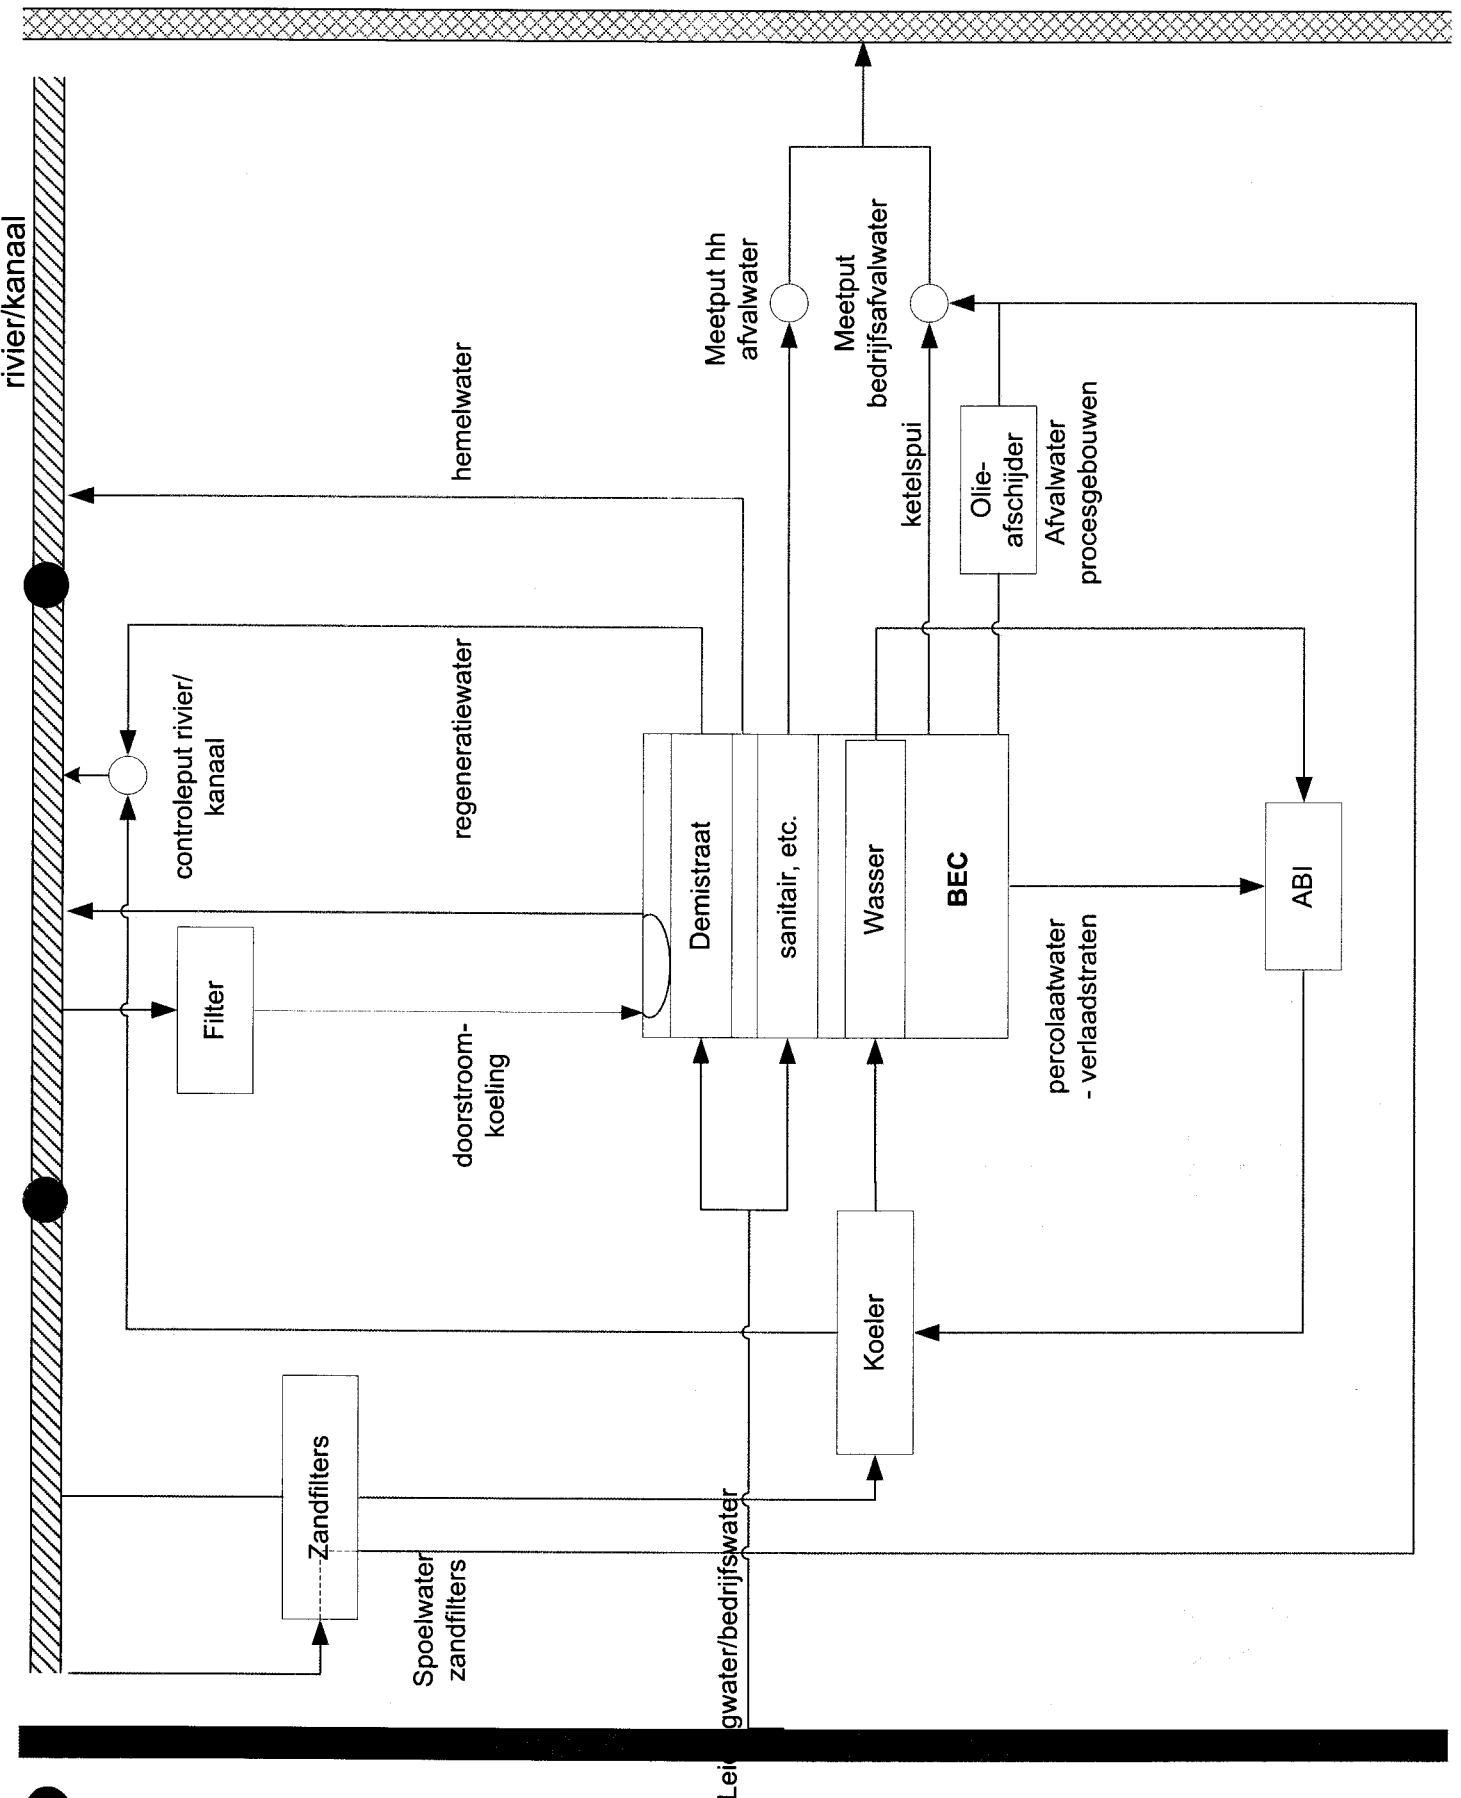 rivier/kanaal
hemelwater
Meetput hh
afvalwater
Meetput
bedrijfsafvalwater
ketelspui
Olie-
afschijder
Afvalwater
procesgebouwen
controleput rivier/
kanaal
regeneratiewater
Filter
doorstroom-
koeling
Demistraat
sanitair, etc.
Wasser
BEC
percolaatwater
- verlaadstraten
ABI
Koeler
Zandfilters
Spoelwater
zandfilters
Lei gwater/bedrijfswater